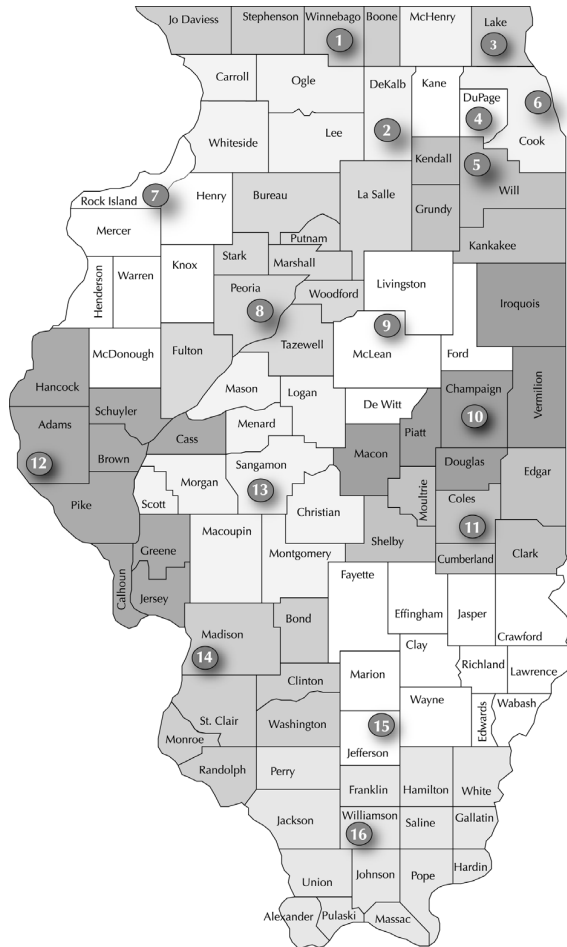 Jo Daviess
Stephenson
Winnebago
Boone
McHenry
Lake
1
3
Carroll
Ogle
DeKalb
Kane
DuPage
6
4
2
Cook
Whiteside
Lee
Kendall
5
7
Rock Island
Henry
Bureau
La Salle
Will
Grundy
Mercer
Putnam
Kankakee
Stark
Marshall
Knox
Henderson
Warren
Livingston
Peoria
Woodford
Iroquois
8
9
Tazewell
McDonough
Fulton
McLean
Ford
Hancock
Mason
Logan
Champaign
Vermilion
De Witt
Schuyler
10
Adams
Menard
Piatt
Cass
Macon
Brown
Douglas
12
Sangamon
Edgar
Morgan
13
Moultrie
Coles
Pike
Scott
Christian
11
Macoupin
Shelby
Greene
Montgomery
Cumberland
Clark
Calhoun
Fayette
Jersey
Effingham
Jasper
Bond
Madison
Crawford
Clay
14
Richland
Lawrence
Clinton
Marion
Wayne
Edwards
Wabash
St. Clair
Washington
15
Monroe
Jefferson
Randolph
Perry
Franklin
Hamilton
White
Jackson
Williamson
Saline
Gallatin
16
Hardin
Union
Johnson
Pope
Alexander
Pulaski
Massac